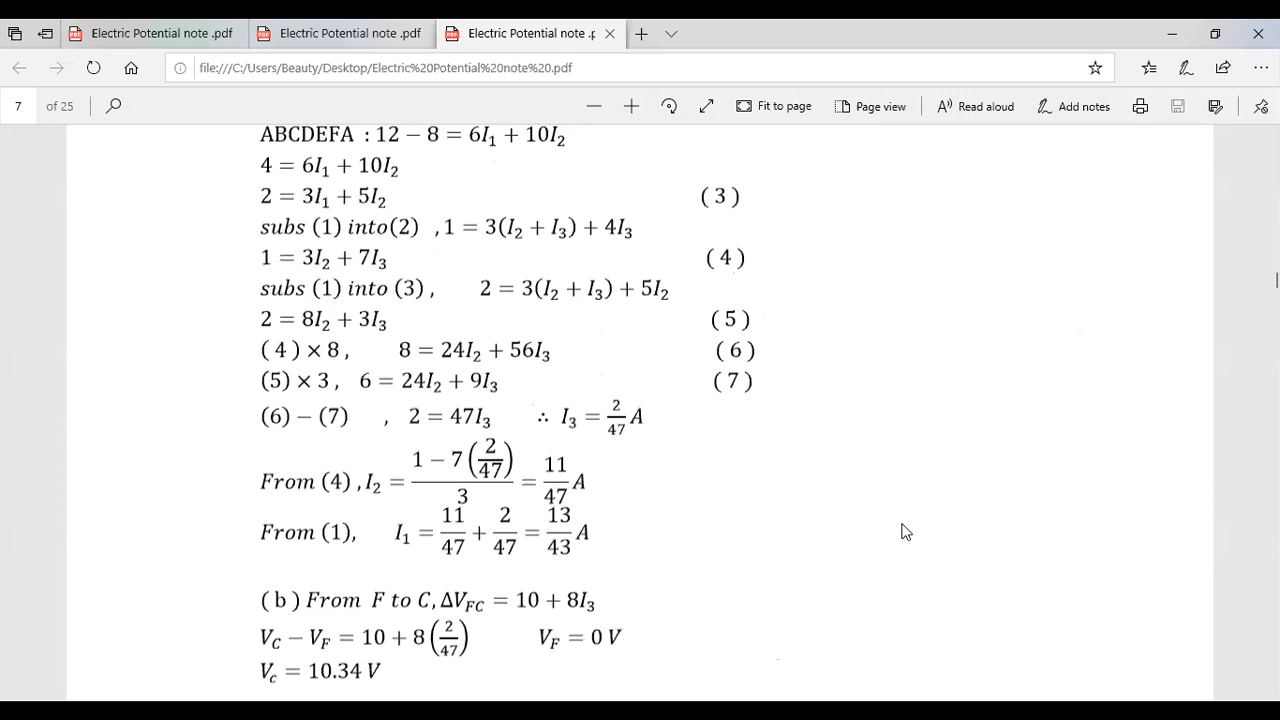 Electric Potential note .pdf
Electric Potential note .pdf
Electric Potential note .p
file:///C:/Users/Beauty/Desktop/Electric%20Potential%20note%20.pdf
7 of 25 Fit to page Page view Read aloud Add notes
ABCDEFA : 12 − 8 = 6I₁ + 10I₂
4 = 6I₁ + 10I₂
2 = 3I₁ + 5I₂ ( 3 )
subs (1) into(2) , 1 = 3(I₂ + I₃) + 4I₃
1 = 3I₂ + 7I₃ ( 4 )
subs (1) into (3) , 2 = 3(I₂ + I₃) + 5I₂
2 = 8I₂ + 3I₃ ( 5 )
( 4 ) × 8 , 8 = 24I₂ + 56I₃ ( 6 )
(5) × 3 , 6 = 24I₂ + 9I₃ ( 7 )
(6) − (7) , 2 = 47I₃ ∴ I₃ = 2/47 A
From (4) , I₂ = (1 − 7(2/47))/3 = 11/47 A
From (1), I₁ = 11/47 + 2/47 = 13/43 A
( b ) From F to C, ΔV_FC = 10 + 8I₃
V_C − V_F = 10 + 8(2/47) V_F = 0 V
V_c = 10.34 V